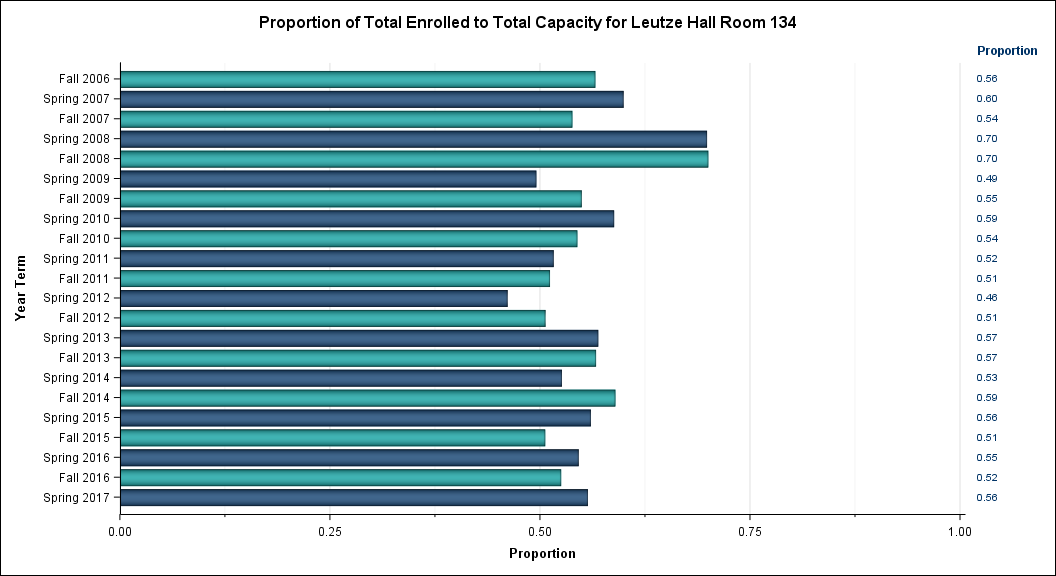 Proportion of Total Enrolled to Total Capacity for Leutze Hall Room 134
Proportion
Fall 2006 0.56
Spring 2007 0.60
Fall 2007 0.54
Spring 2008 0.70
Fall 2008 0.70
Spring 2009 0.49
Fall 2009 0.55
Spring 2010 0.59
Fall 2010 0.54
Spring 2011 0.52
Fall 2011 0.51
Spring 2012 0.46
Fall 2012 0.51
Spring 2013 0.57
Fall 2013 0.57
Spring 2014 0.53
Fall 2014 0.59
Spring 2015 0.56
Fall 2015 0.51
Spring 2016 0.55
Fall 2016 0.52
Spring 2017 0.56
Year Term
0.00 0.25 0.50 0.75 1.00
Proportion